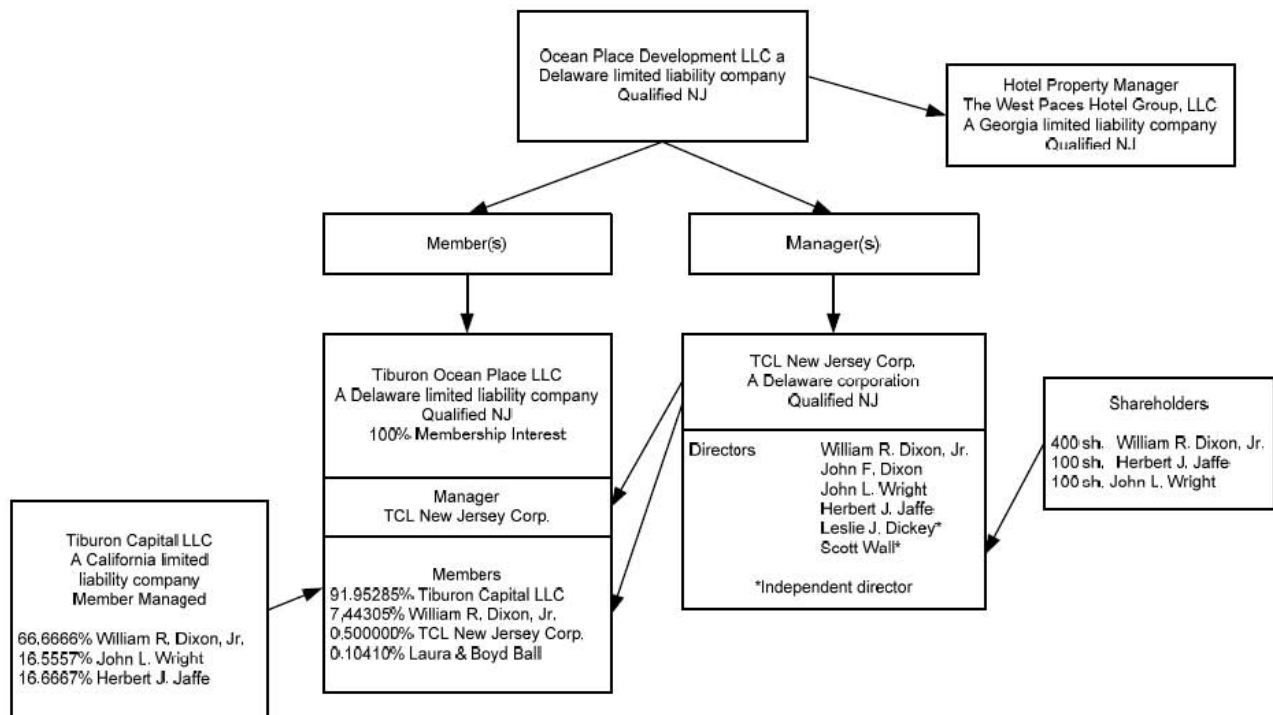 Ocean Place Development LLC a
Delaware limited liability company
Qualified NJ
Hotel Property Manager
The West Paces Hotel Group, LLC
A Georgia limited liability company
Qualified NJ
Member(s)
Manager(s)
Tiburon Ocean Place LLC
A Delaware limited liability company
Qualified NJ
100% Membership Interest
Manager
TCL New Jersey Corp.
Members
91.95285% Tiburon Capital LLC
7.44305% William R. Dixon, Jr.
0.500000% TCL New Jersey Corp.
0.10410% Laura & Boyd Ball
TCL New Jersey Corp.
A Delaware corporation
Qualified NJ
Directors William R. Dixon, Jr.
John F. Dixon
John L. Wright
Herbert J. Jaffe
Leslie J. Dickey*
Scott Wall*
*Independent director
Shareholders
400 sh. William R. Dixon, Jr.
100 sh. Herbert J. Jaffe
100 sh. John L. Wright
Tiburon Capital LLC
A California limited
liability company
Member Managed
66.6666% William R. Dixon, Jr.
16.5557% John L. Wright
16.6667% Herbert J. Jaffe